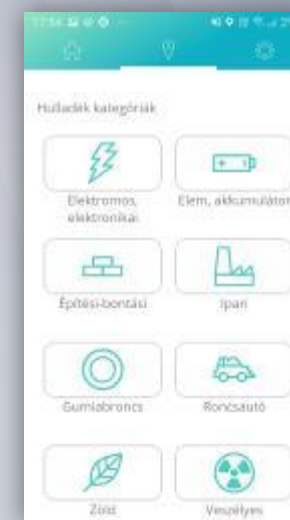 Hulladék kategóriák
Elektromos,
elektronikai
Elem, akkumulátor
Építési-bontási
Ipari
Gumiabroncs
Roncsautó
Zöld
Veszélyes